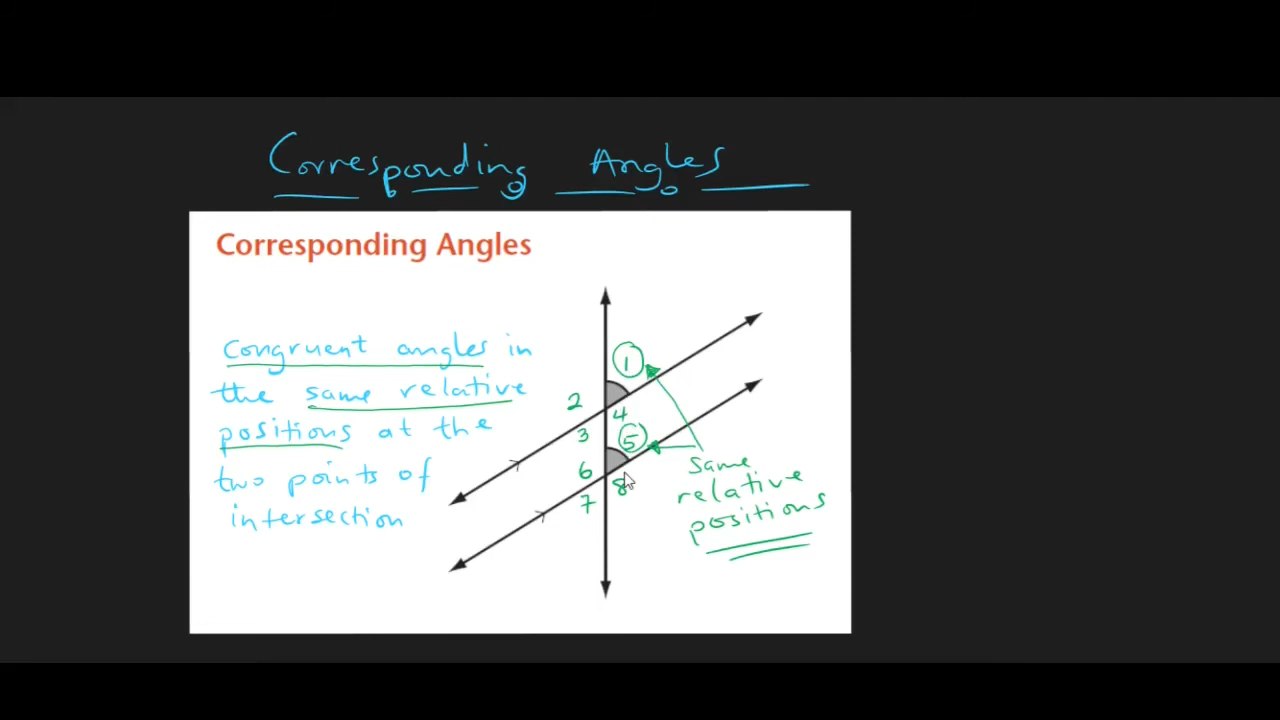 Corresponding Angles
Corresponding Angles
Congruent angles in
the same relative
positions at the
two points of
intersection
1
2
4
3
5
6
8
7
same
relative
positions